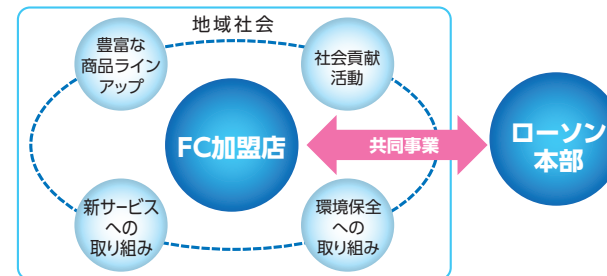 地域社会
豊富な
商品ライン
アップ
社会貢献
活動
FC加盟店
共同事業
ローソン
本部
新サービス
への
取り組み
環境保全
への
取り組み